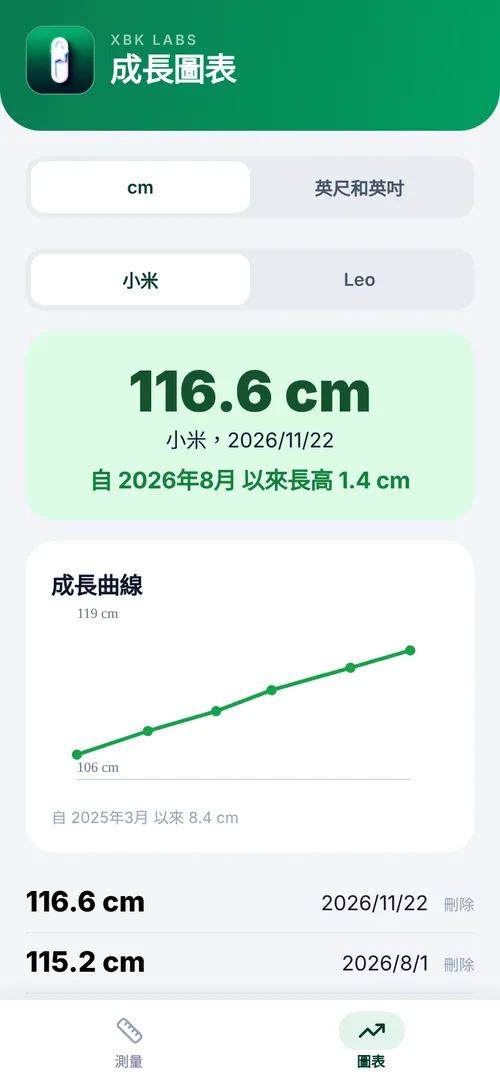 XBK LABS
成長圖表
cm
英尺和英吋
小米
Leo
116.6 cm
小米，2026/11/22
自 2026年8月 以來長高 1.4 cm
成長曲線
119 cm
106 cm
自 2025年3月 以來 8.4 cm
116.6 cm 2026/11/22 刪除
115.2 cm 2026/8/1 刪除
測量
圖表